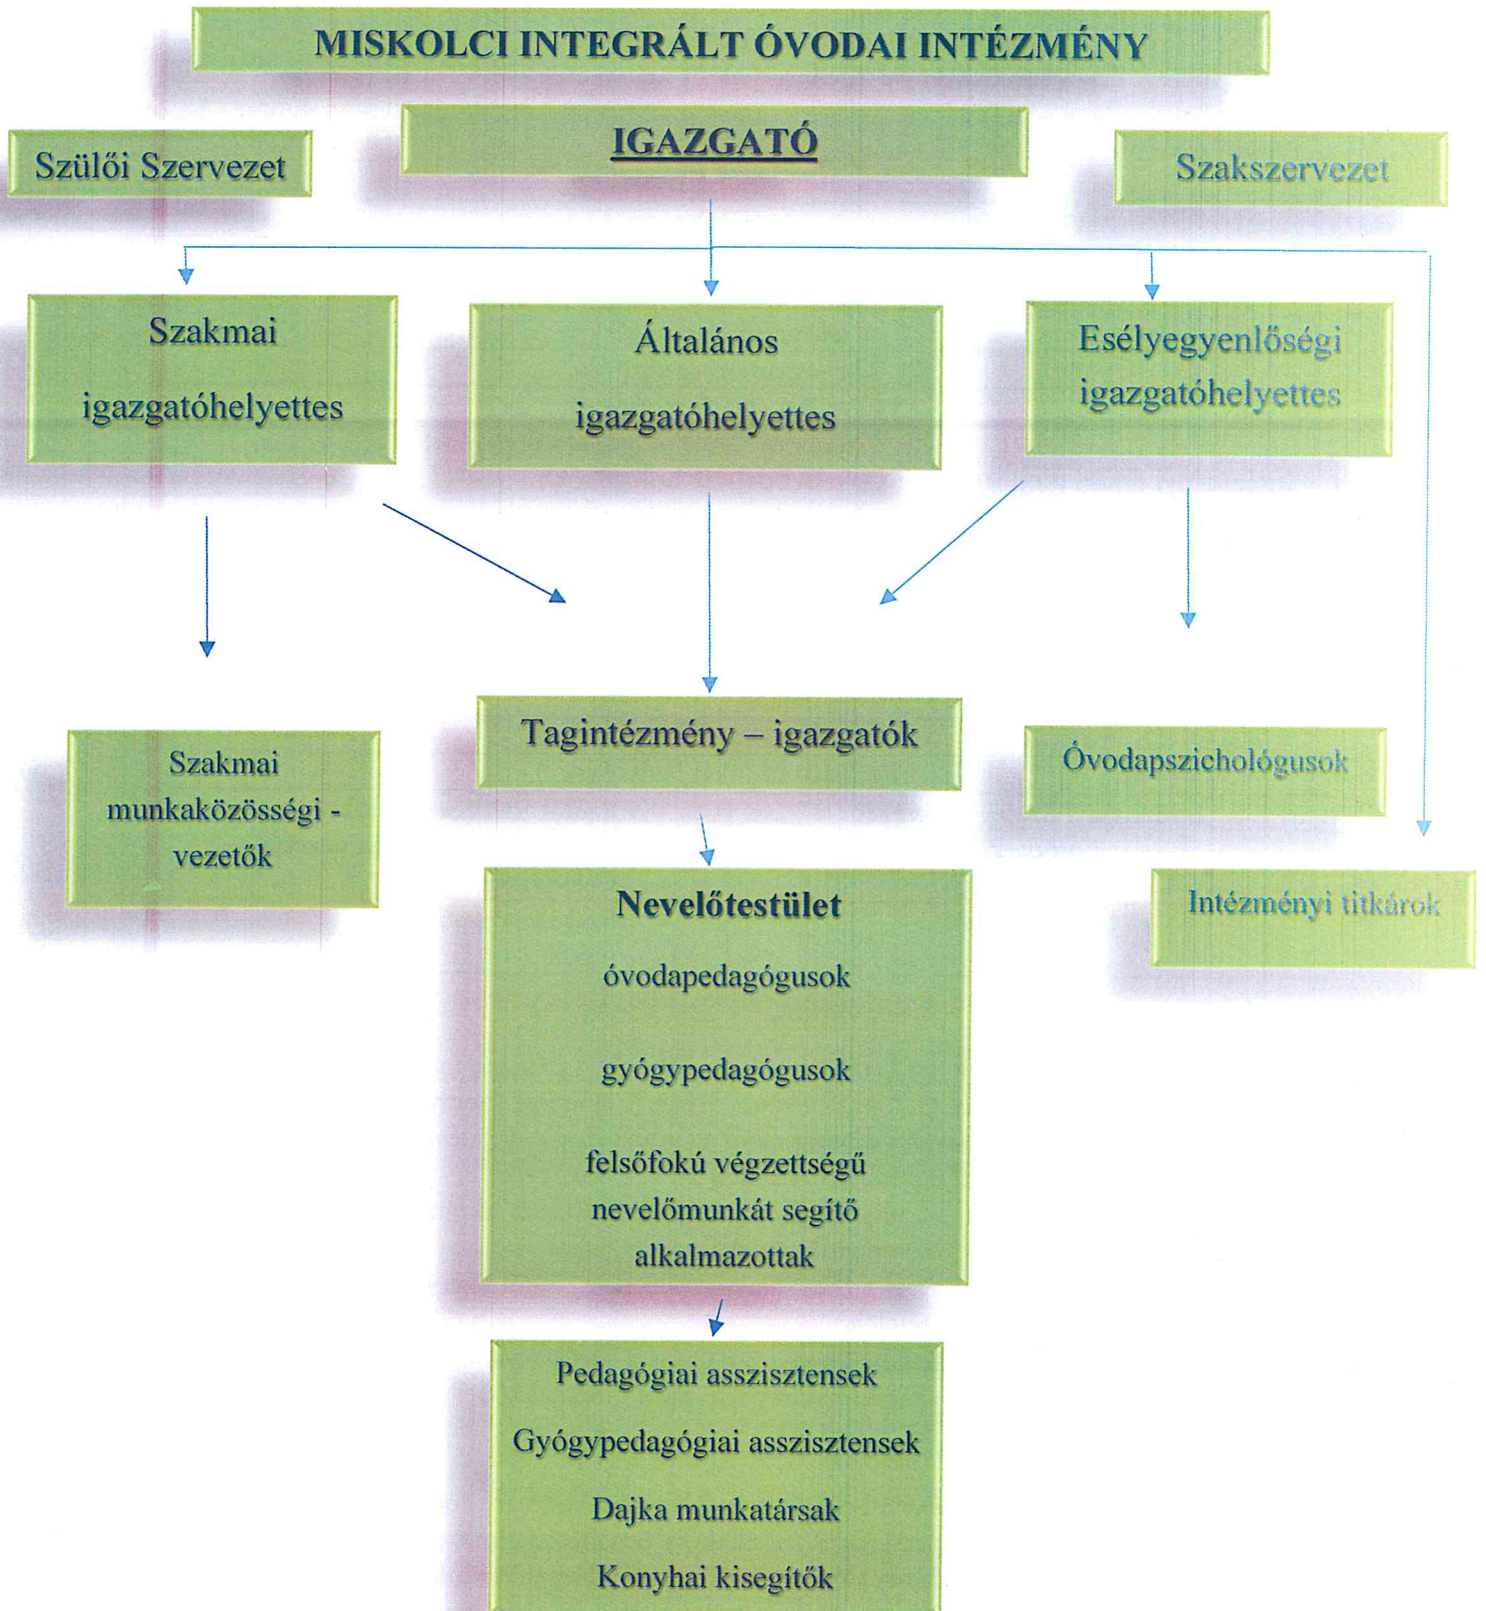 MISKOLCI INTEGRÁLT ÓVODAI INTÉZMÉNY
IGAZGATÓ
Szülői Szervezet
Szakszervezet
Szakmai
igazgatóhelyettes
Általános
igazgatóhelyettes
Esélyegyenlőségi
igazgatóhelyettes
Tagintézmény – igazgatók
Szakmai
munkaközösségi -
vezetők
Óvodapszichológusok
Intézményi titkárok
Nevelőtestület
óvodapedagógusok
gyógypedagógusok
felsőfokú végzettségű
nevelőmunkát segítő
alkalmazottak
Pedagógiai asszisztensek
Gyógypedagógiai asszisztensek
Dajka munkatársak
Konyhai kisegítők